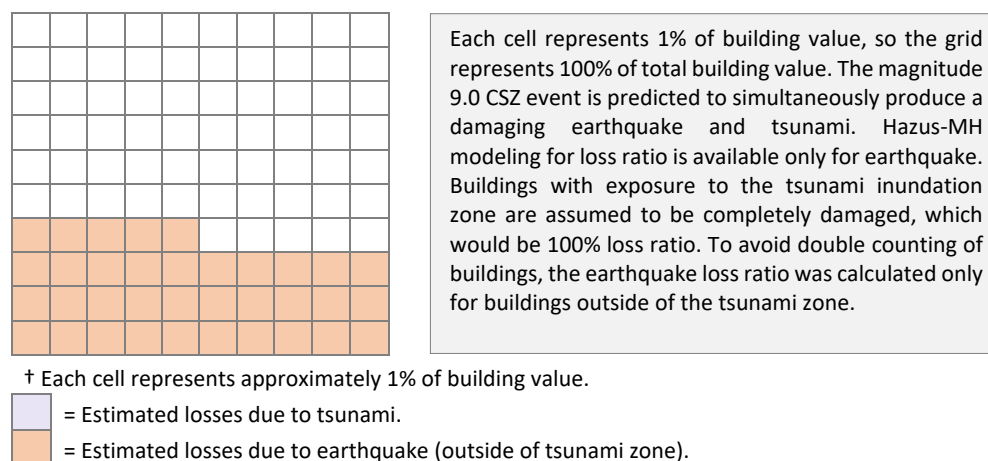 Each cell represents 1% of building value, so the grid
represents 100% of total building value. The magnitude
9.0 CSZ event is predicted to simultaneously produce a
damaging earthquake and tsunami. Hazus-MH
modeling for loss ratio is available only for earthquake.
Buildings with exposure to the tsunami inundation
zone are assumed to be completely damaged, which
would be 100% loss ratio. To avoid double counting of
buildings, the earthquake loss ratio was calculated only
for buildings outside of the tsunami zone.
† Each cell represents approximately 1% of building value.
= Estimated losses due to tsunami.
= Estimated losses due to earthquake (outside of tsunami zone).